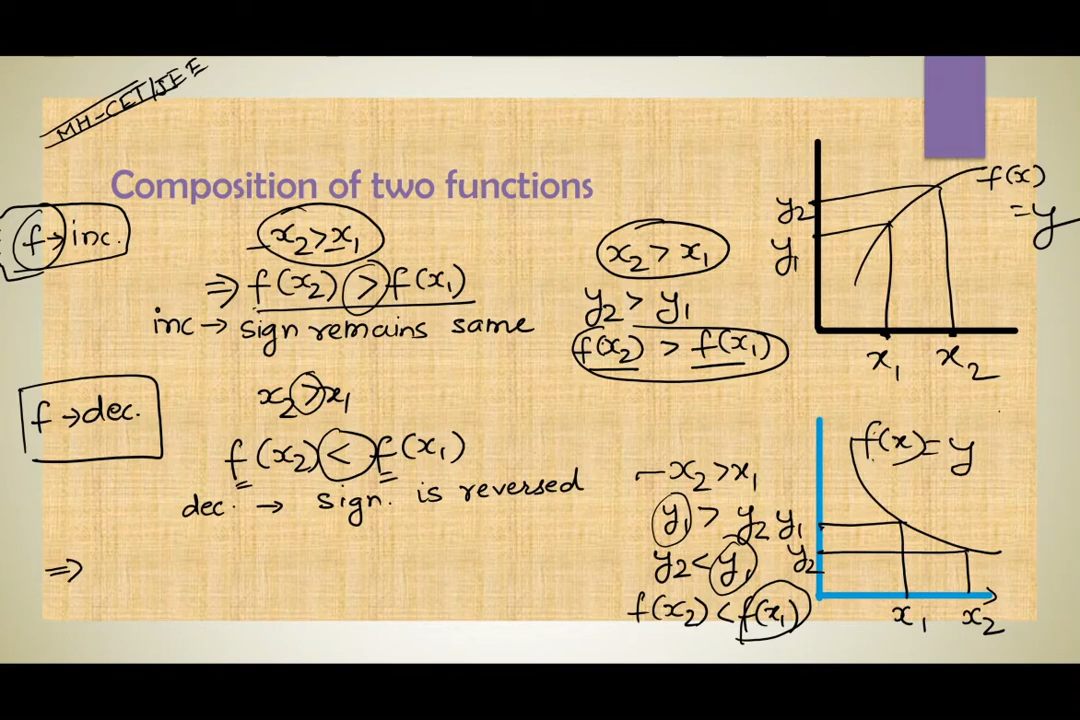 MH-CET/JEE
Composition of two functions
f→inc.
x₂>x₁
⇒ f(x₂) > f(x₁)
inc → sign remains same
f→dec.
x₂>x₁
f(x₂) < f(x₁)
dec. → sign. is reversed
⇒
x₂ > x₁
y₂ > y₁
f(x₂) > f(x₁)
f(x)
= y
y₂
y₁
x₁ x₂
x₂>x₁
y₁ > y₂
y₂ < y₁
f(x₂) < f(x₁)
f(x) = y
y₁
y₂
x₁ x₂